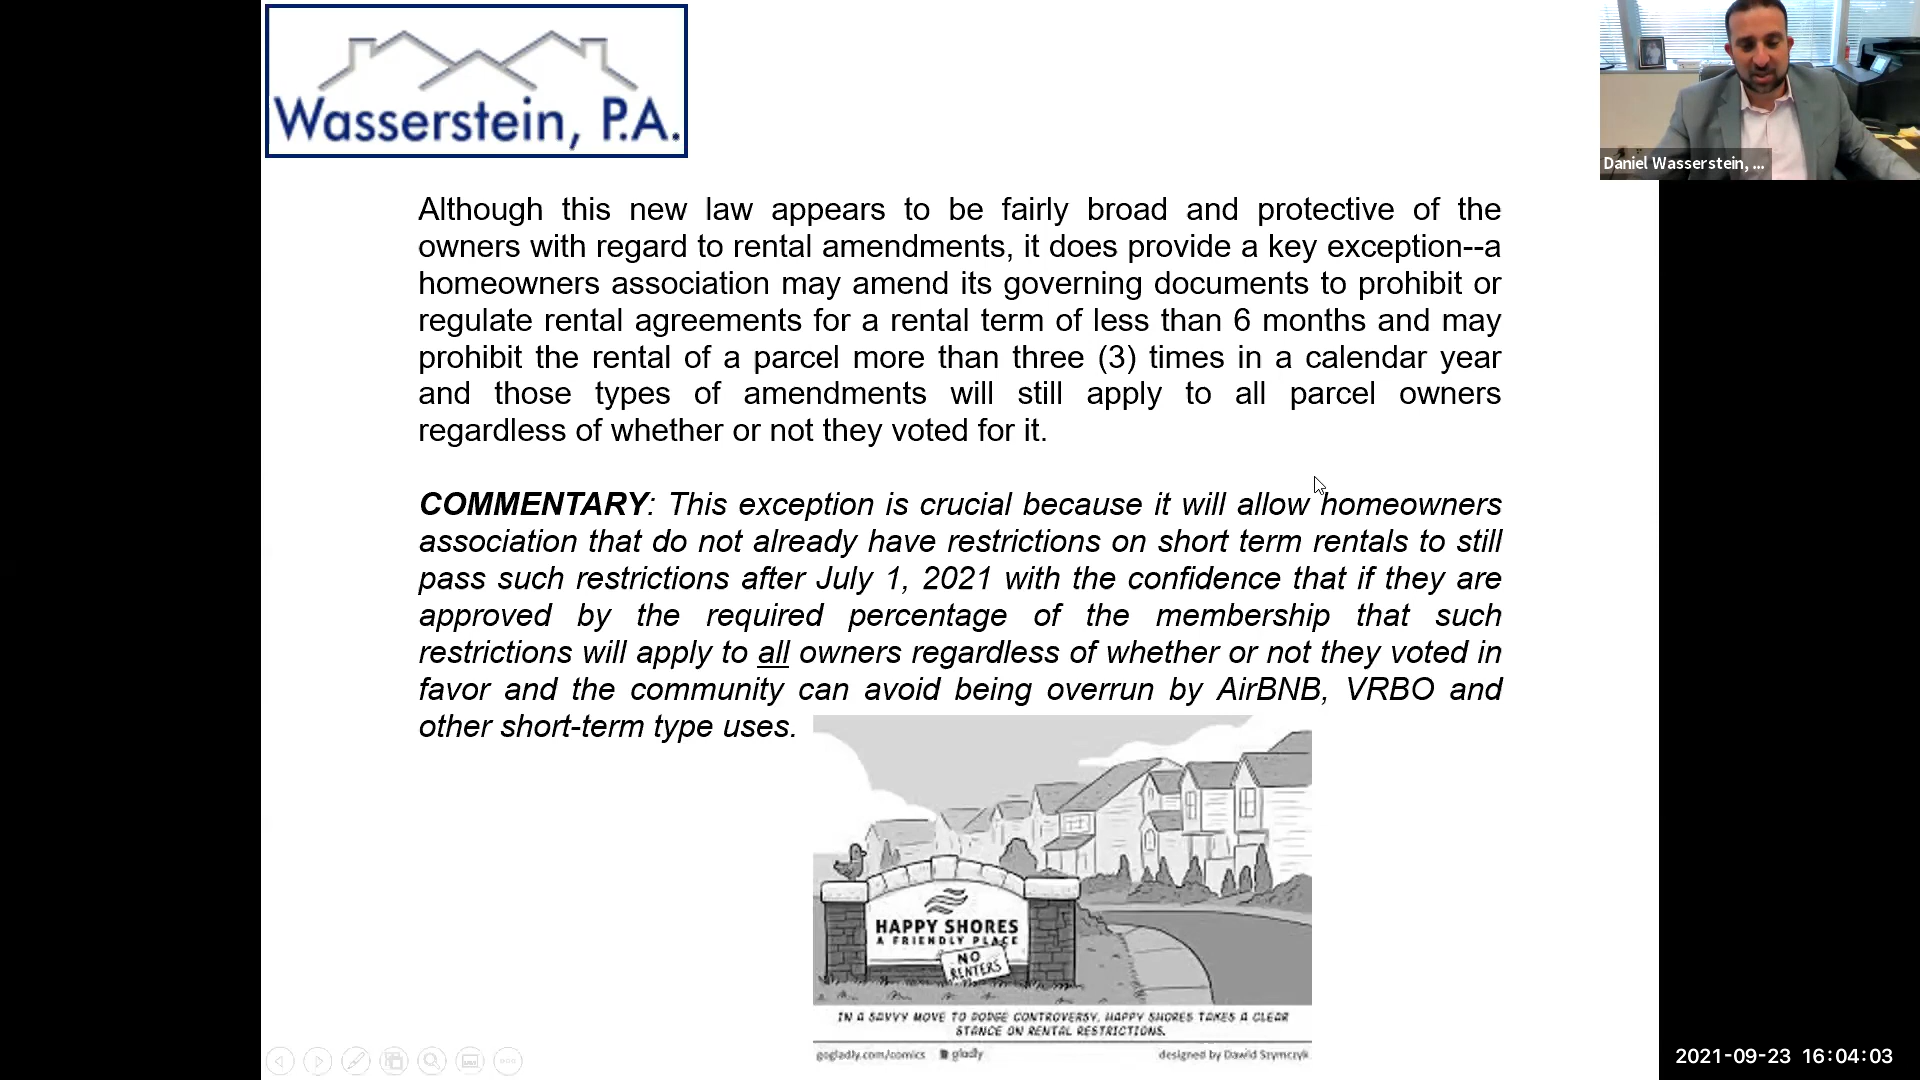 Wasserstein, P.A.
Daniel Wasserstein, ...
Although this new law appears to be fairly broad and protective of the
owners with regard to rental amendments, it does provide a key exception--a
homeowners association may amend its governing documents to prohibit or
regulate rental agreements for a rental term of less than 6 months and may
prohibit the rental of a parcel more than three (3) times in a calendar year
and those types of amendments will still apply to all parcel owners
regardless of whether or not they voted for it.
COMMENTARY: This exception is crucial because it will allow homeowners
association that do not already have restrictions on short term rentals to still
pass such restrictions after July 1, 2021 with the confidence that if they are
approved by the required percentage of the membership that such
restrictions will apply to all owners regardless of whether or not they voted in
favor and the community can avoid being overrun by AirBNB, VRBO and
other short-term type uses.
HAPPY SHORES
A FRIENDLY PLACE
NO
RENTERS
IN A SAVVY MOVE TO DODGE CONTROVERSY, HAPPY SHORES TAKES A CLEAR
STANCE ON RENTAL RESTRICTIONS.
gogladly.com/comics gladly designed by Dawid Szymczyk
2021-09-23 16:04:03